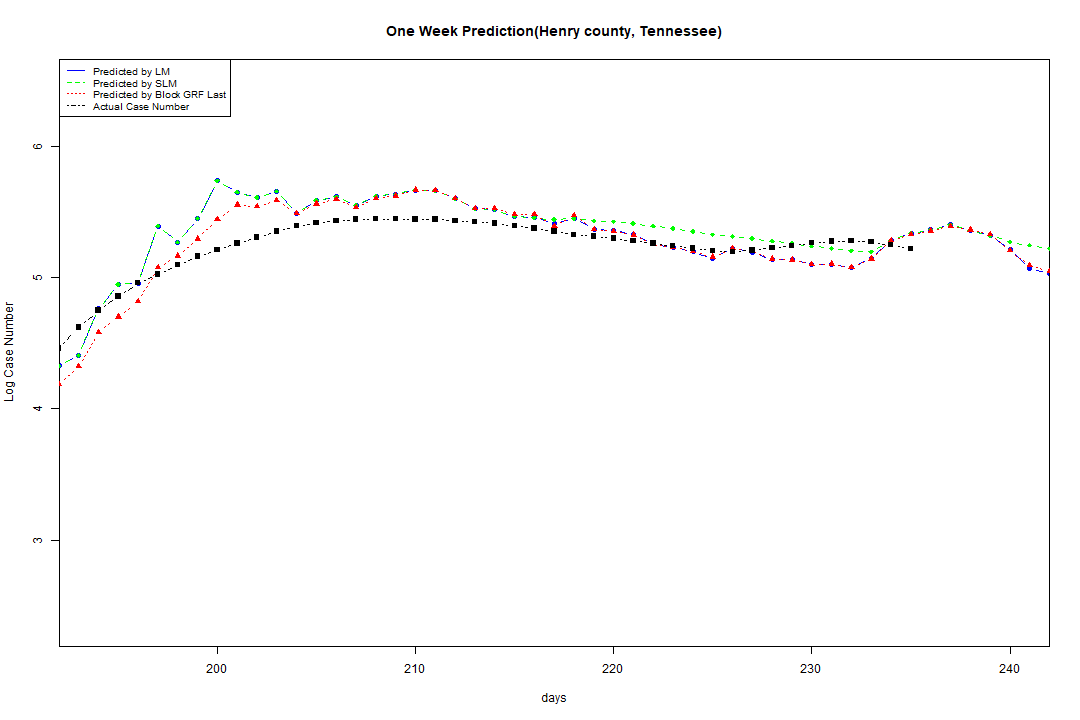 One Week Prediction(Henry county, Tennessee)
Predicted by LM
Predicted by SLM
Predicted by Block GRF Last
Actual Case Number
6
5
4
3
Log Case Number
200 210 220 230 240
days